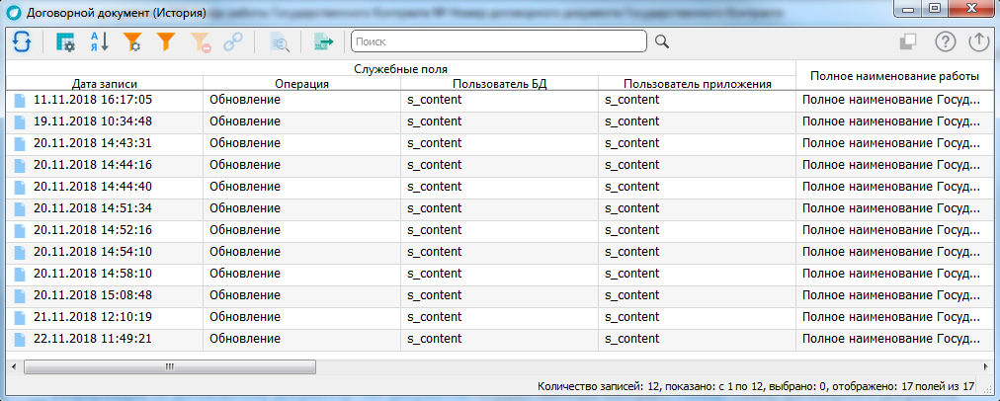 Договорной документ (История)
Поиск
Служебные поля
Дата записи Операция Пользователь БД Пользователь приложения Полное наименование работы
11.11.2018 16:17:05 Обновление s_content s_content Полное наименование Госуд...
19.11.2018 10:34:48 Обновление s_content s_content Полное наименование Госуд...
20.11.2018 14:43:31 Обновление s_content s_content Полное наименование Госуд...
20.11.2018 14:44:16 Обновление s_content s_content Полное наименование Госуд...
20.11.2018 14:44:40 Обновление s_content s_content Полное наименование Госуд...
20.11.2018 14:51:34 Обновление s_content s_content Полное наименование Госуд...
20.11.2018 14:52:16 Обновление s_content s_content Полное наименование Госуд...
20.11.2018 14:54:10 Обновление s_content s_content Полное наименование Госуд...
20.11.2018 14:58:10 Обновление s_content s_content Полное наименование Госуд...
20.11.2018 15:08:48 Обновление s_content s_content Полное наименование Госуд...
21.11.2018 12:10:19 Обновление s_content s_content Полное наименование Госуд...
22.11.2018 11:49:21 Обновление s_content s_content Полное наименование Госуд...
Количество записей: 12, показано: с 1 по 12, выбрано: 0, отображено: 17 полей из 17